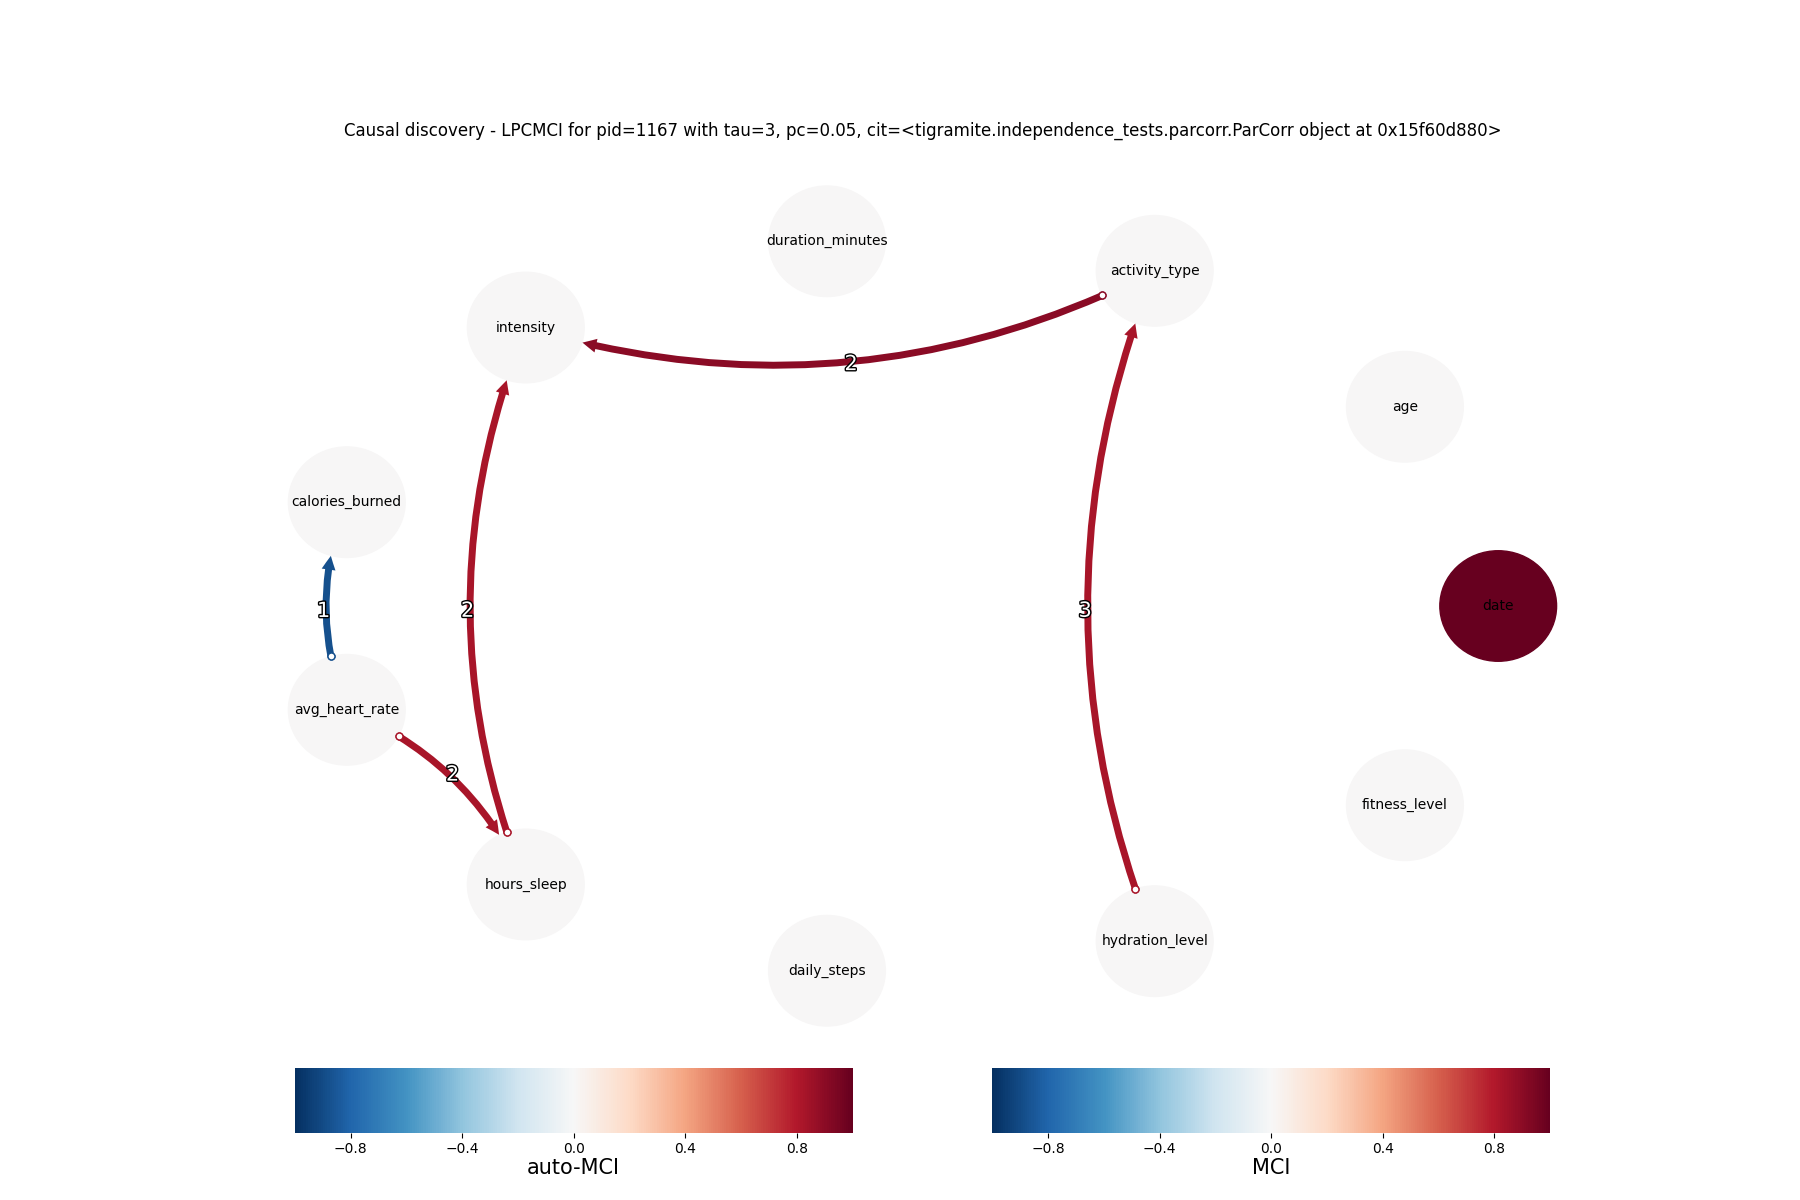 Causal discovery - LPCMCI for pid=1167 with tau=3, pc=0.05, cit=<tigramite.independence_tests.parcorr.ParCorr object at 0x15f60d880>
duration_minutes
activity_type
intensity
2
age
calories_burned
date
1
2
3
avg_heart_rate
2
fitness_level
hours_sleep
hydration_level
daily_steps
−0.8 −0.4 0.0 0.4 0.8
auto-MCI
−0.8 −0.4 0.0 0.4 0.8
MCI